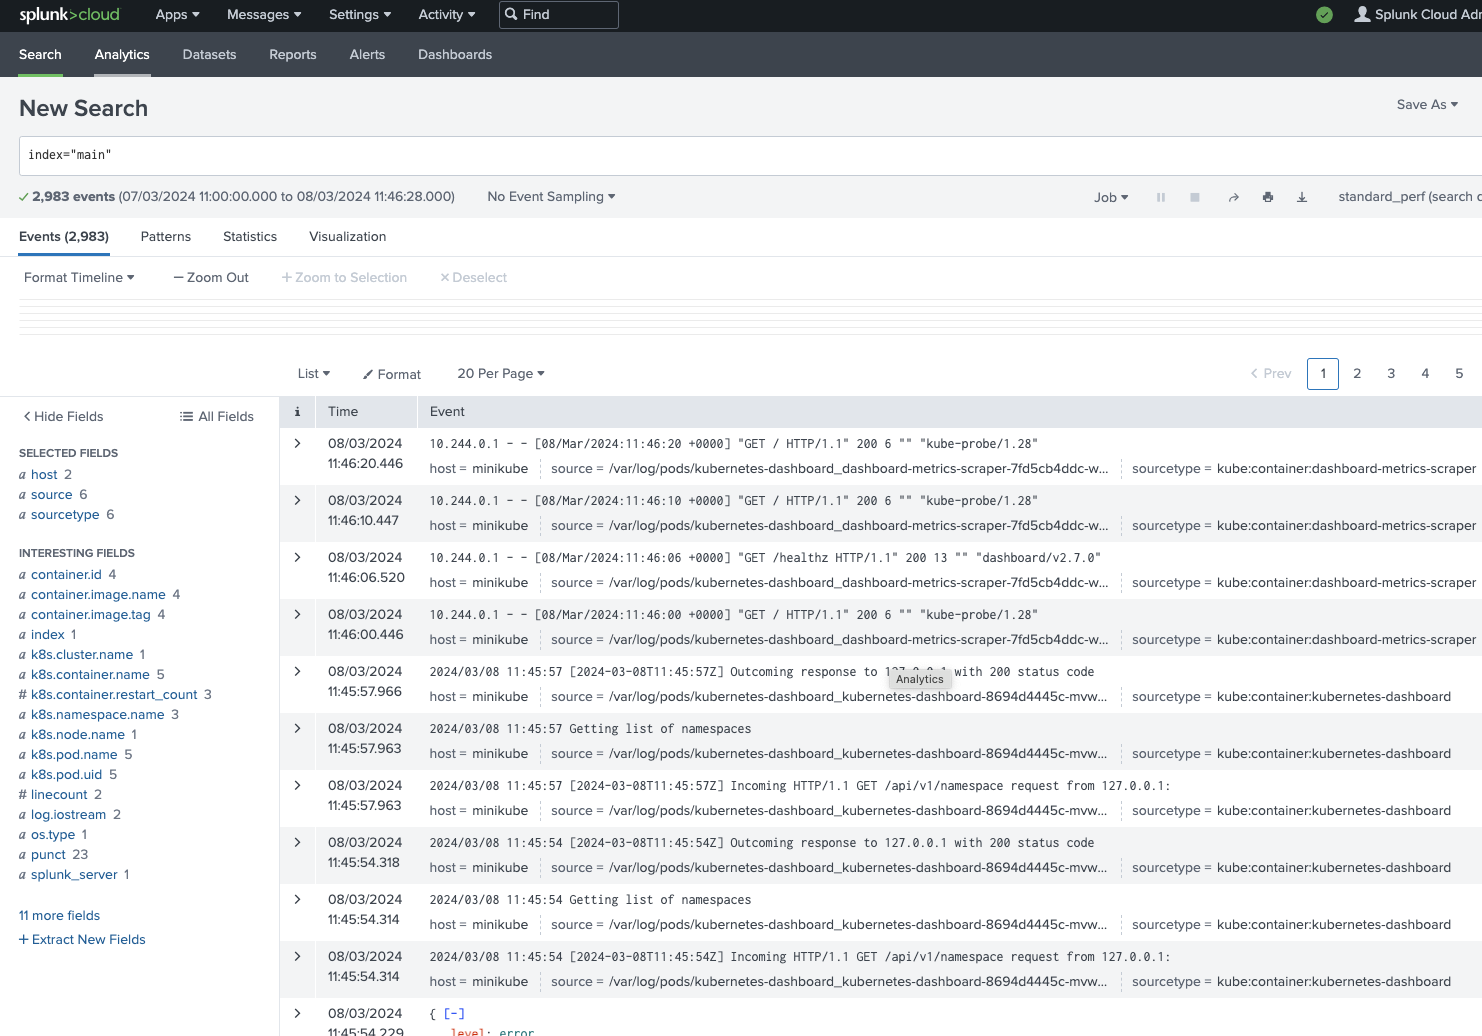 splunk>cloud Apps Messages Settings Activity Find Splunk Cloud Adm
Search Analytics Datasets Reports Alerts Dashboards
New Search Save As
index="main"
2,983 events (07/03/2024 11:00:00.000 to 08/03/2024 11:46:28.000) No Event Sampling Job standard_perf (search
Events (2,983) Patterns Statistics Visualization
Format Timeline — Zoom Out + Zoom to Selection × Deselect
List Format 20 Per Page < Prev 1 2 3 4 5
< Hide Fields All Fields
SELECTED FIELDS
a host 2
a source 6
a sourcetype 6
INTERESTING FIELDS
a container.id 4
a container.image.name 4
a container.image.tag 4
a index 1
a k8s.cluster.name 1
a k8s.container.name 5
# k8s.container.restart_count 3
a k8s.namespace.name 3
a k8s.node.name 1
a k8s.pod.name 5
a k8s.pod.uid 5
# linecount 2
a log.iostream 2
a os.type 1
a punct 23
a splunk_server 1
11 more fields
+ Extract New Fields
i Time Event
08/03/2024 11:46:20.446
10.244.0.1 - - [08/Mar/2024:11:46:20 +0000] "GET / HTTP/1.1" 200 6 "" "kube-probe/1.28"
host = minikube source = /var/log/pods/kubernetes-dashboard_dashboard-metrics-scraper-7fd5cb4ddc-w... sourcetype = kube:container:dashboard-metrics-scraper
08/03/2024 11:46:10.447
10.244.0.1 - - [08/Mar/2024:11:46:10 +0000] "GET / HTTP/1.1" 200 6 "" "kube-probe/1.28"
host = minikube source = /var/log/pods/kubernetes-dashboard_dashboard-metrics-scraper-7fd5cb4ddc-w... sourcetype = kube:container:dashboard-metrics-scraper
08/03/2024 11:46:06.520
10.244.0.1 - - [08/Mar/2024:11:46:06 +0000] "GET /healthz HTTP/1.1" 200 13 "" "dashboard/v2.7.0"
host = minikube source = /var/log/pods/kubernetes-dashboard_dashboard-metrics-scraper-7fd5cb4ddc-w... sourcetype = kube:container:dashboard-metrics-scraper
08/03/2024 11:46:00.446
10.244.0.1 - - [08/Mar/2024:11:46:00 +0000] "GET / HTTP/1.1" 200 6 "" "kube-probe/1.28"
host = minikube source = /var/log/pods/kubernetes-dashboard_dashboard-metrics-scraper-7fd5cb4ddc-w... sourcetype = kube:container:dashboard-metrics-scraper
08/03/2024 11:45:57.966
2024/03/08 11:45:57 [2024-03-08T11:45:57Z] Outcoming response to 127.0.0.1 with 200 status code
Analytics
host = minikube source = /var/log/pods/kubernetes-dashboard_kubernetes-dashboard-8694d4445c-mvw... sourcetype = kube:container:kubernetes-dashboard
08/03/2024 11:45:57.963
2024/03/08 11:45:57 Getting list of namespaces
host = minikube source = /var/log/pods/kubernetes-dashboard_kubernetes-dashboard-8694d4445c-mvw... sourcetype = kube:container:kubernetes-dashboard
08/03/2024 11:45:57.963
2024/03/08 11:45:57 [2024-03-08T11:45:57Z] Incoming HTTP/1.1 GET /api/v1/namespace request from 127.0.0.1:
host = minikube source = /var/log/pods/kubernetes-dashboard_kubernetes-dashboard-8694d4445c-mvw... sourcetype = kube:container:kubernetes-dashboard
08/03/2024 11:45:54.318
2024/03/08 11:45:54 [2024-03-08T11:45:54Z] Outcoming response to 127.0.0.1 with 200 status code
host = minikube source = /var/log/pods/kubernetes-dashboard_kubernetes-dashboard-8694d4445c-mvw... sourcetype = kube:container:kubernetes-dashboard
08/03/2024 11:45:54.314
2024/03/08 11:45:54 Getting list of namespaces
host = minikube source = /var/log/pods/kubernetes-dashboard_kubernetes-dashboard-8694d4445c-mvw... sourcetype = kube:container:kubernetes-dashboard
08/03/2024 11:45:54.314
2024/03/08 11:45:54 [2024-03-08T11:45:54Z] Incoming HTTP/1.1 GET /api/v1/namespace request from 127.0.0.1:
host = minikube source = /var/log/pods/kubernetes-dashboard_kubernetes-dashboard-8694d4445c-mvw... sourcetype = kube:container:kubernetes-dashboard
08/03/2024 11:45:54.229
{ [-]
level: error